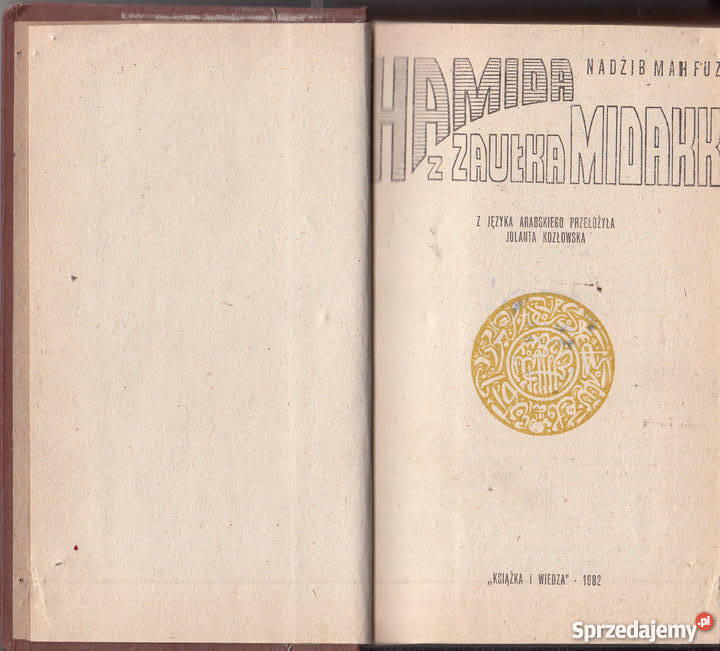 NADŻIB MAHFUZ
HAMIDA
Z ZAUŁKA MIDAKK
Z JĘZYKA ARABSKIEGO PRZEŁOŻYŁA
JOLANTA KOZŁOWSKA
„KSIĄŻKA I WIEDZA" · 1982
Sprzedajemy.pl